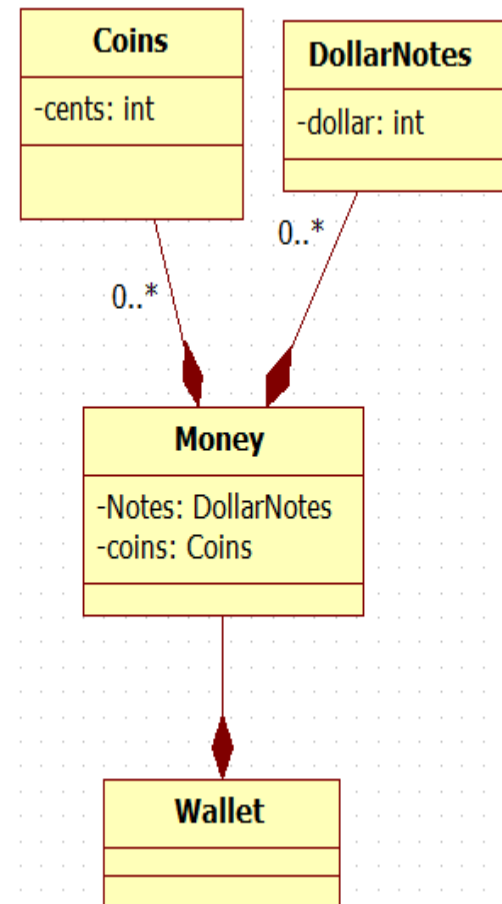 Coins
-cents: int
DollarNotes
-dollar: int
0..*
0..*
Money
-Notes: DollarNotes
-coins: Coins
Wallet